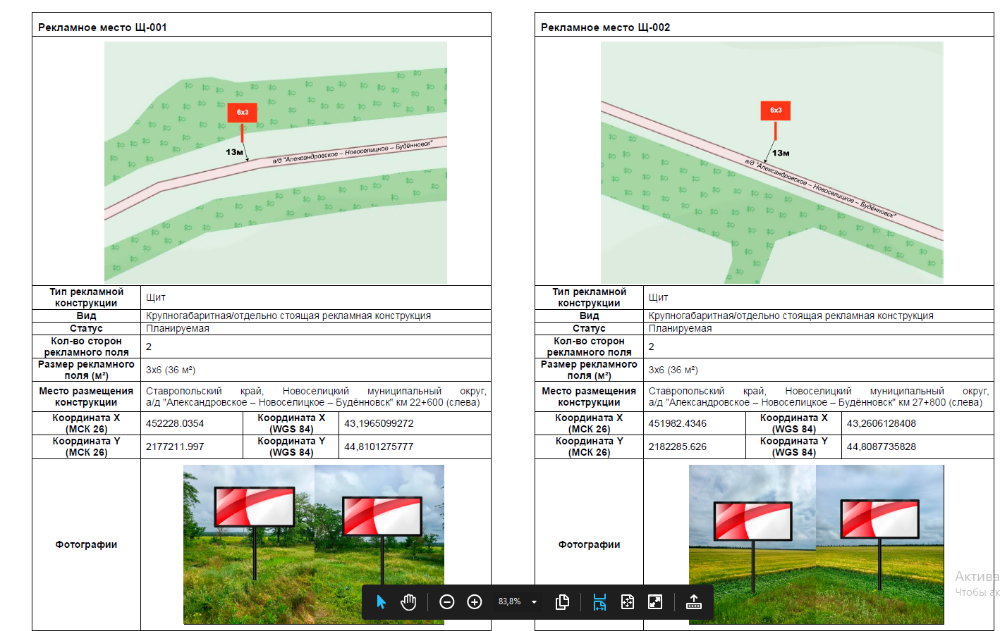 Рекламное место Щ-001
6х3
13м
а/д "Александровское – Новоселицкое – Будённовск"
Тип рекламной
конструкции
Щит
Вид
Крупногабаритная/отдельно стоящая рекламная конструкция
Статус
Планируемая
Кол-во сторон
рекламного поля
2
Размер рекламного
поля (м²)
3х6 (36 м²)
Место размещения
конструкции
Ставропольский край, Новоселицкий муниципальный округ,
а/д "Александровское – Новоселицкое – Будённовск" км 22+600 (слева)
Координата X
(МСК 26)
452228.0354
Координата X
(WGS 84)
43,1965099272
Координата Y
(МСК 26)
2177211.997
Координата Y
(WGS 84)
44,8101275777
Фотографии
Рекламное место Щ-002
6х3
13м
а/д "Александровское – Новоселицкое – Будённовск"
Тип рекламной
конструкции
Щит
Вид
Крупногабаритная/отдельно стоящая рекламная конструкция
Статус
Планируемая
Кол-во сторон
рекламного поля
2
Размер рекламного
поля (м²)
3х6 (36 м²)
Место размещения
конструкции
Ставропольский край, Новоселицкий муниципальный округ,
а/д "Александровское – Новоселицкое – Будённовск" км 27+800 (слева)
Координата X
(МСК 26)
451982.4346
Координата X
(WGS 84)
43,2606128408
Координата Y
(МСК 26)
2182285.626
Координата Y
(WGS 84)
44,8087735828
Фотографии
83,8%
Актива
Чтобы ак